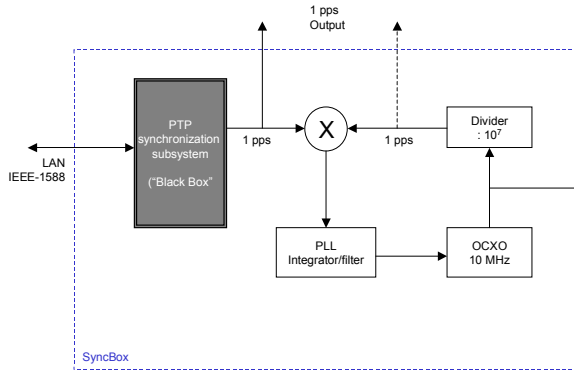 1 pps
Output
PTP
synchronization
subsystem
("Black Box"
1 pps
X
1 pps
Divider
: 10⁷
LAN
IEEE-1588
PLL
Integrator/filter
OCXO
10 MHz
SyncBox